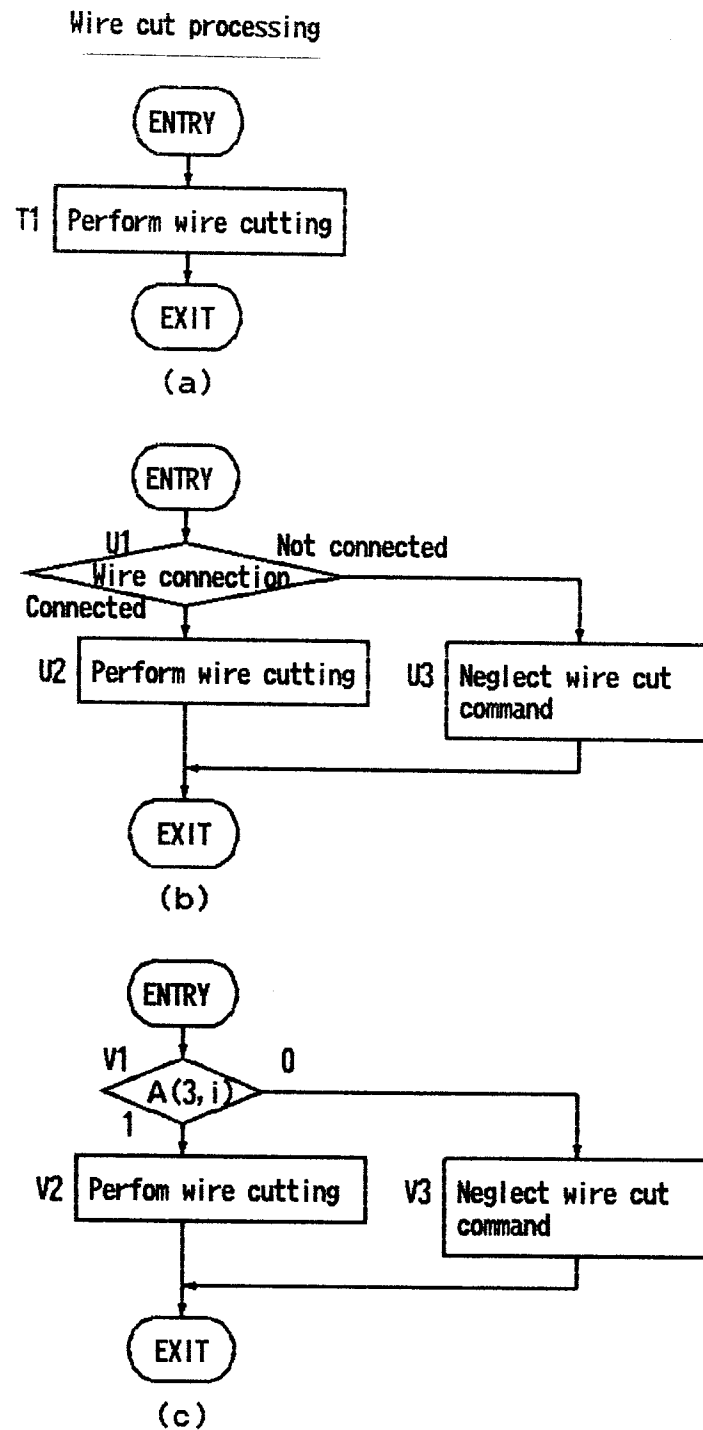 Wire cut processing
ENTRY
T1 Perform wire cutting
EXIT
(a)
ENTRY
U1
Not connected
Wire connection
Connected
U2 Perform wire cutting
U3 Neglect wire cut
command
EXIT
(b)
ENTRY
V1
0
A(3,i)
1
V2 Perfom wire cutting
V3 Neglect wire cut
command
EXIT
(c)